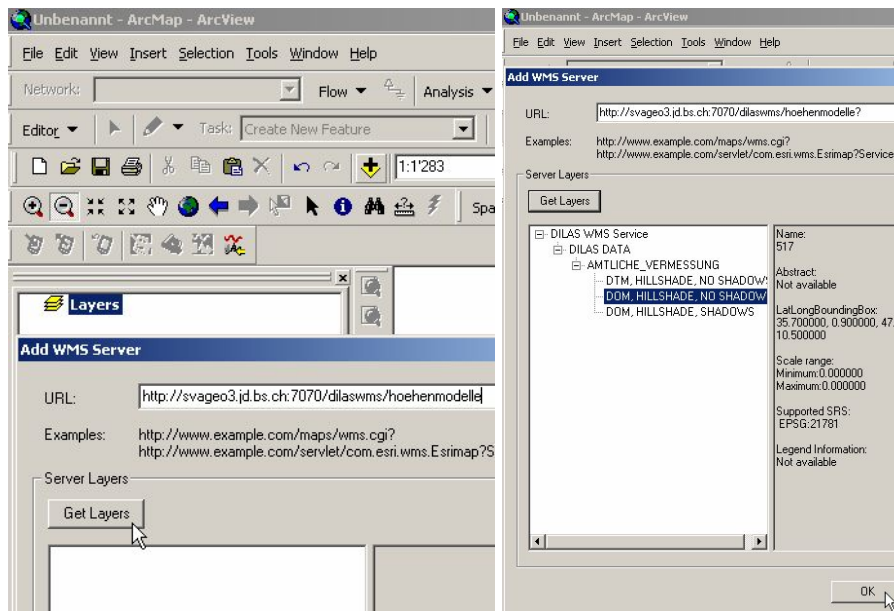 Unbenannt - ArcMap - ArcView
File Edit View Insert Selection Tools Window Help
Network: Flow Analysis
Editor Task: Create New Feature
1:1'283
Spa
Layers
Add WMS Server
URL: http://svageo3.jd.bs.ch:7070/dilaswms/hoehenmodelle
Examples: http://www.example.com/maps/wms.cgi?
http://www.example.com/servlet/com.esri.wms.Esrimap?S
Server Layers
Get Layers
Unbenannt - ArcMap - ArcView
File Edit View Insert Selection Tools Window Help
Add WMS Server
URL: http://svageo3.jd.bs.ch:7070/dilaswms/hoehenmodelle?
Examples: http://www.example.com/maps/wms.cgi?
http://www.example.com/servlet/com.esri.wms.Esrimap?Service
Server Layers
Get Layers
DILAS WMS Service
DILAS DATA
AMTLICHE_VERMESSUNG
DTM, HILLSHADE, NO SHADOWS
DOM, HILLSHADE, NO SHADOW
DOM, HILLSHADE, SHADOWS
Name:
517
Abstract:
Not available
LatLongBoundingBox:
35.700000, 0.900000, 47.
10.500000
Scale range:
Minimum:0.000000
Maximum:0.000000
Supported SRS:
EPSG:21781
Legend Information:
Not available
OK